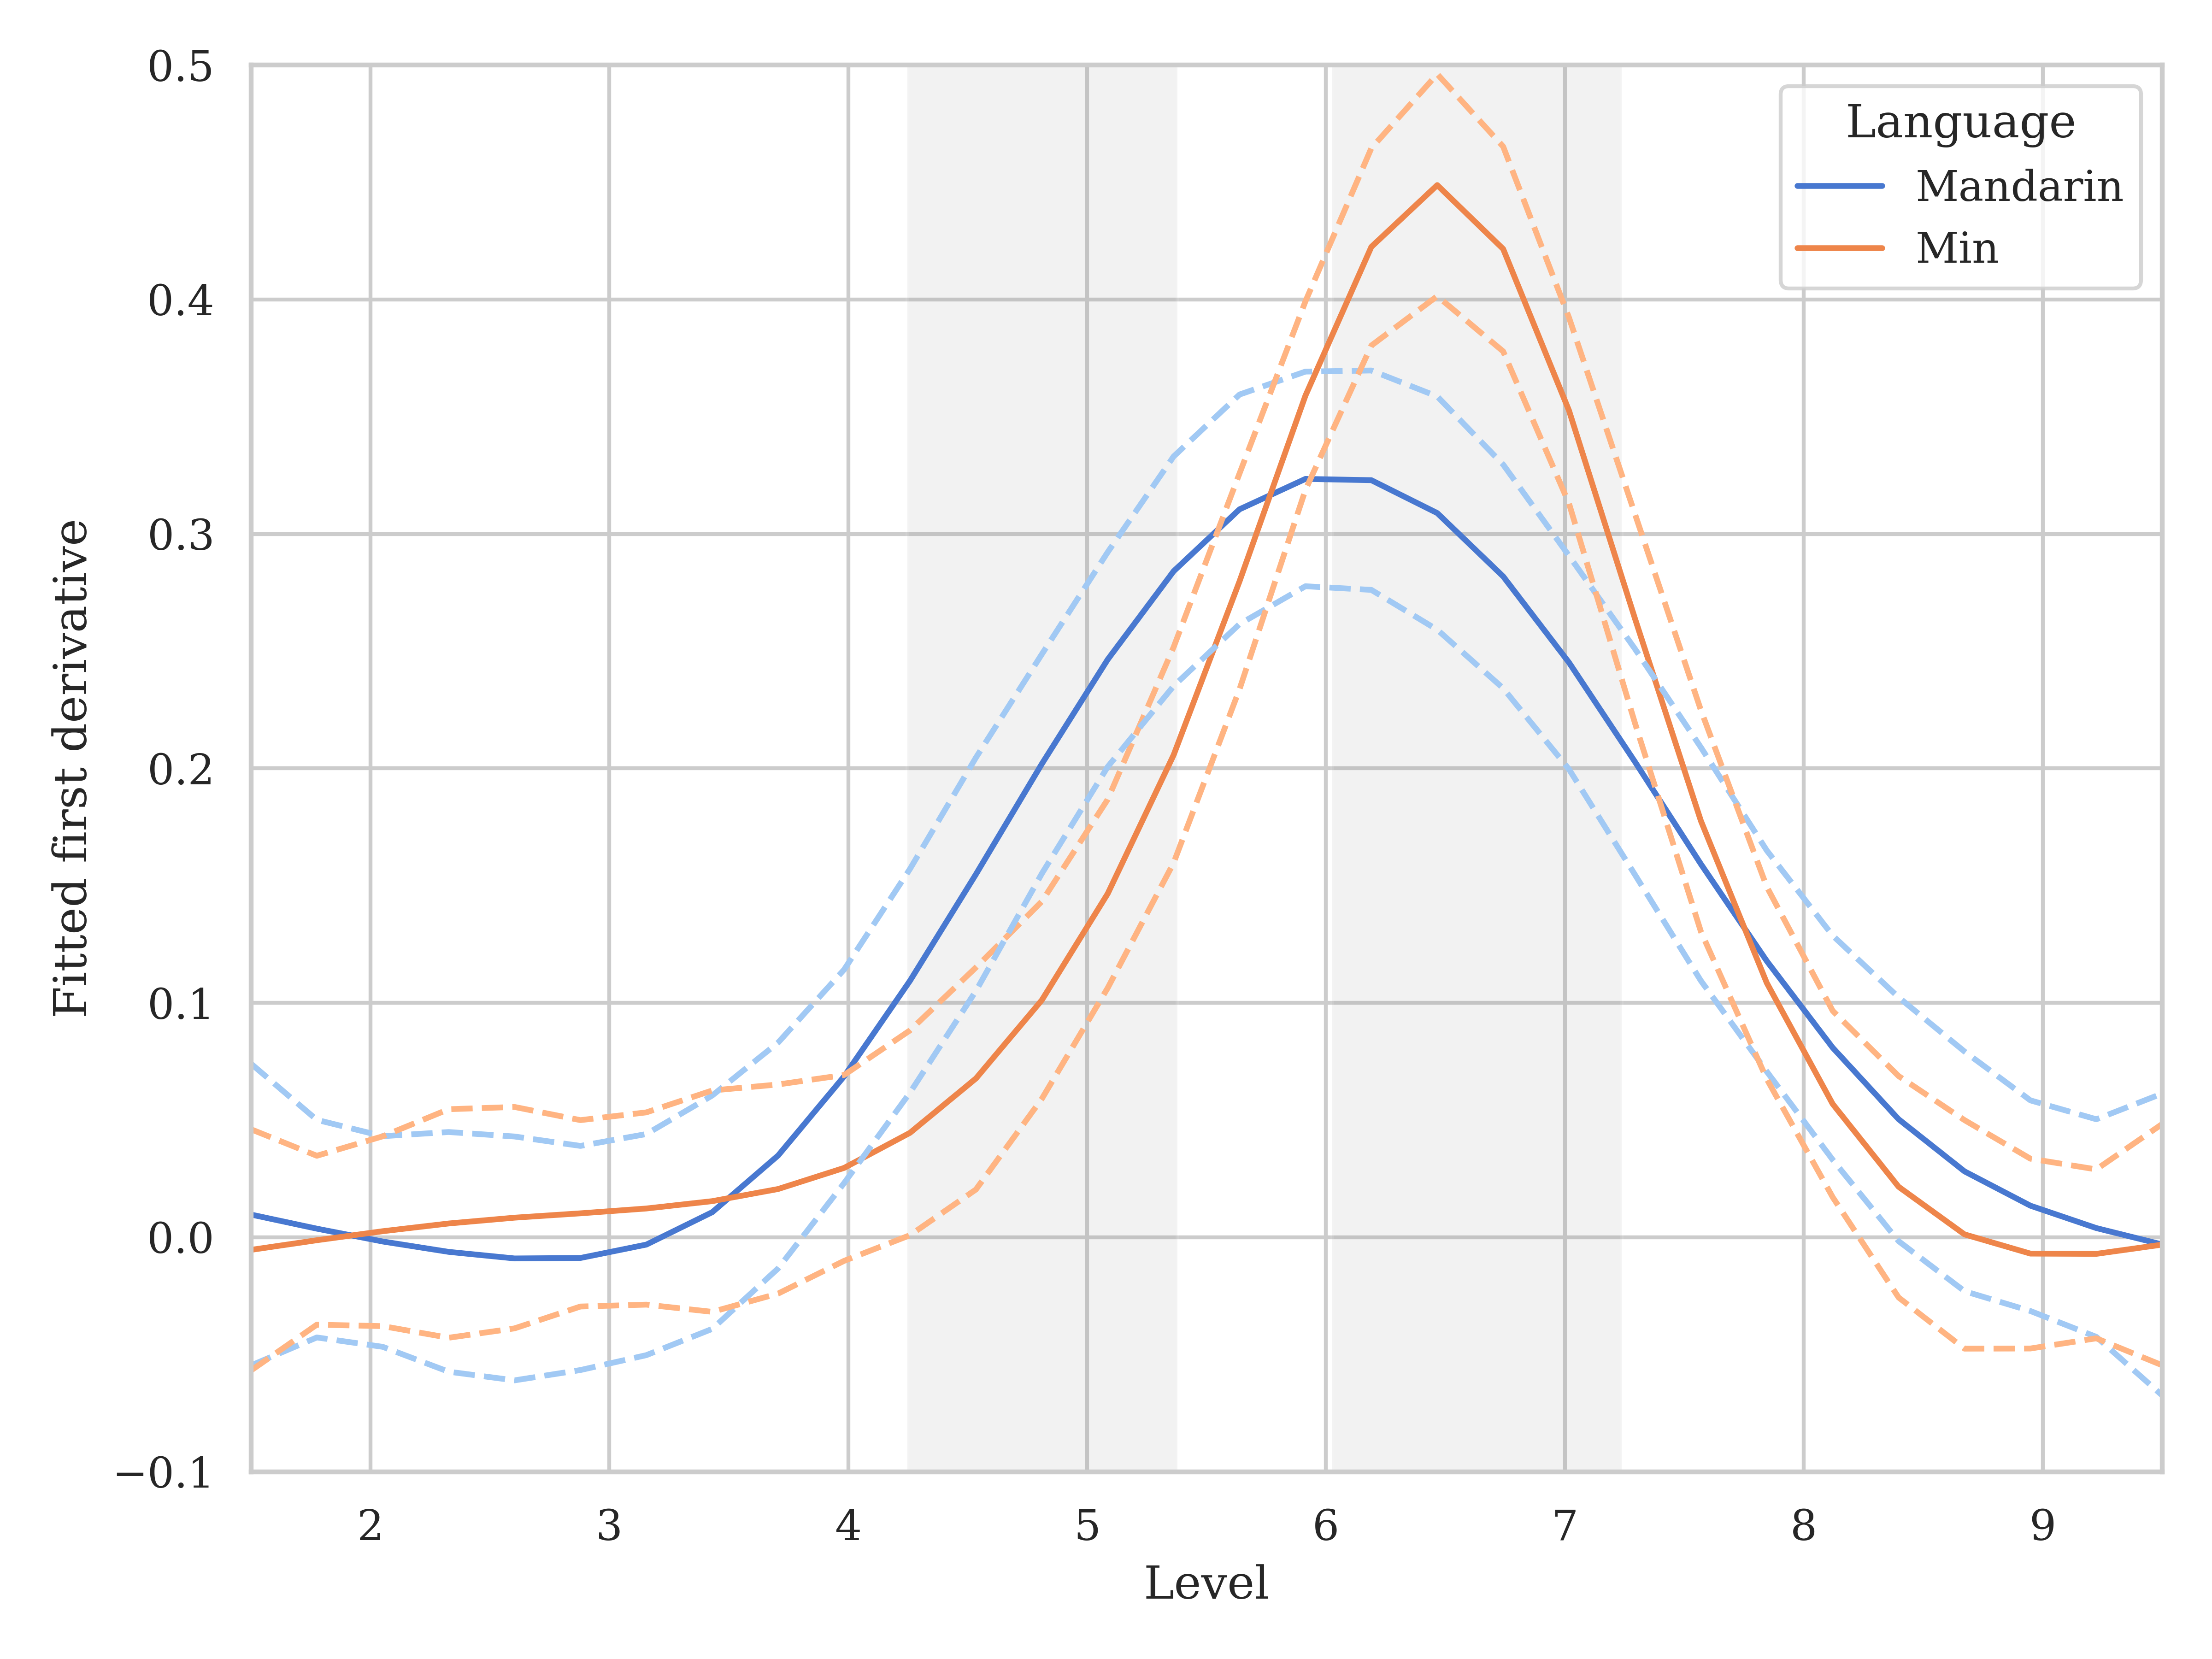 0.5
0.4
0.3
0.2
0.1
0.0
−0.1
Fitted first derivative
2 3 4 5 6 7 8 9
Level
Language
Mandarin
Min